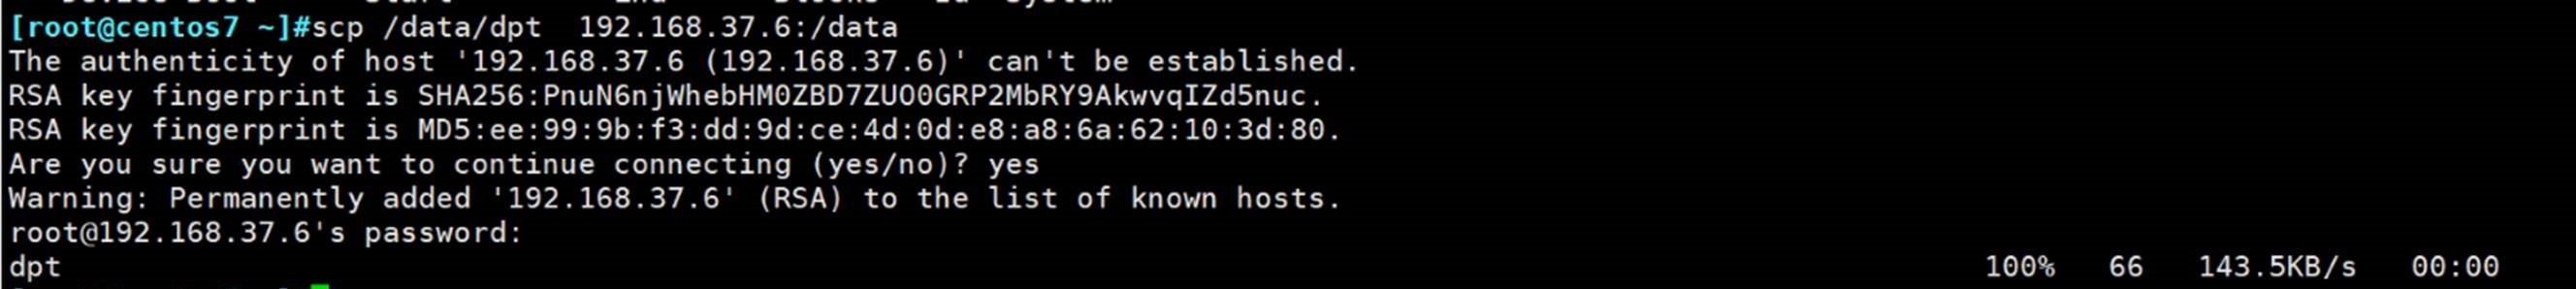 [root@centos7 ~]#scp /data/dpt  192.168.37.6:/data
The authenticity of host '192.168.37.6 (192.168.37.6)' can't be established.
RSA key fingerprint is SHA256:PnuN6njWhebHM0ZBD7ZUO0GRP2MbRY9AkwvqIZd5nuc.
RSA key fingerprint is MD5:ee:99:9b:f3:dd:9d:ce:4d:0d:e8:a8:6a:62:10:3d:80.
Are you sure you want to continue connecting (yes/no)? yes
Warning: Permanently added '192.168.37.6' (RSA) to the list of known hosts.
root@192.168.37.6's password:
dpt 100% 66 143.5KB/s 00:00